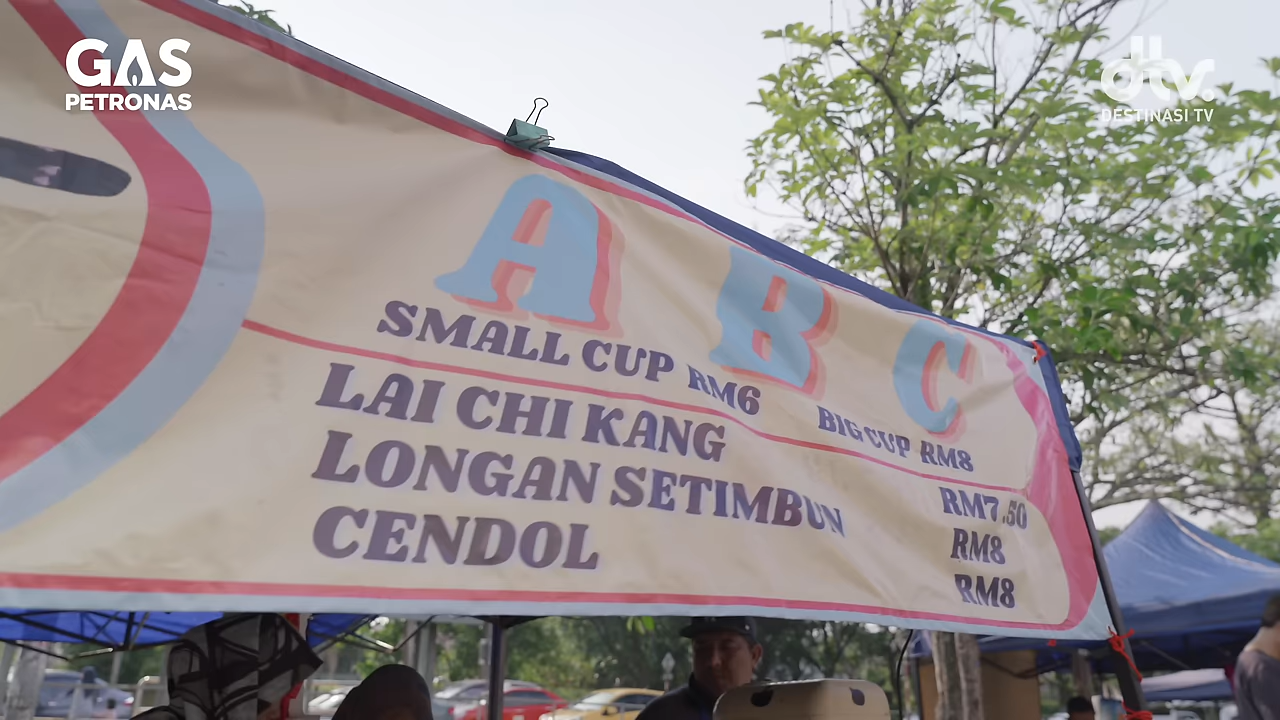 GAS
PETRONAS
dtv.
DESTINASI TV
A B C
SMALL CUP RM6 BIG CUP RM8
LAI CHI KANG RM7.50
LONGAN SETIMBUN RM8
CENDOL RM8